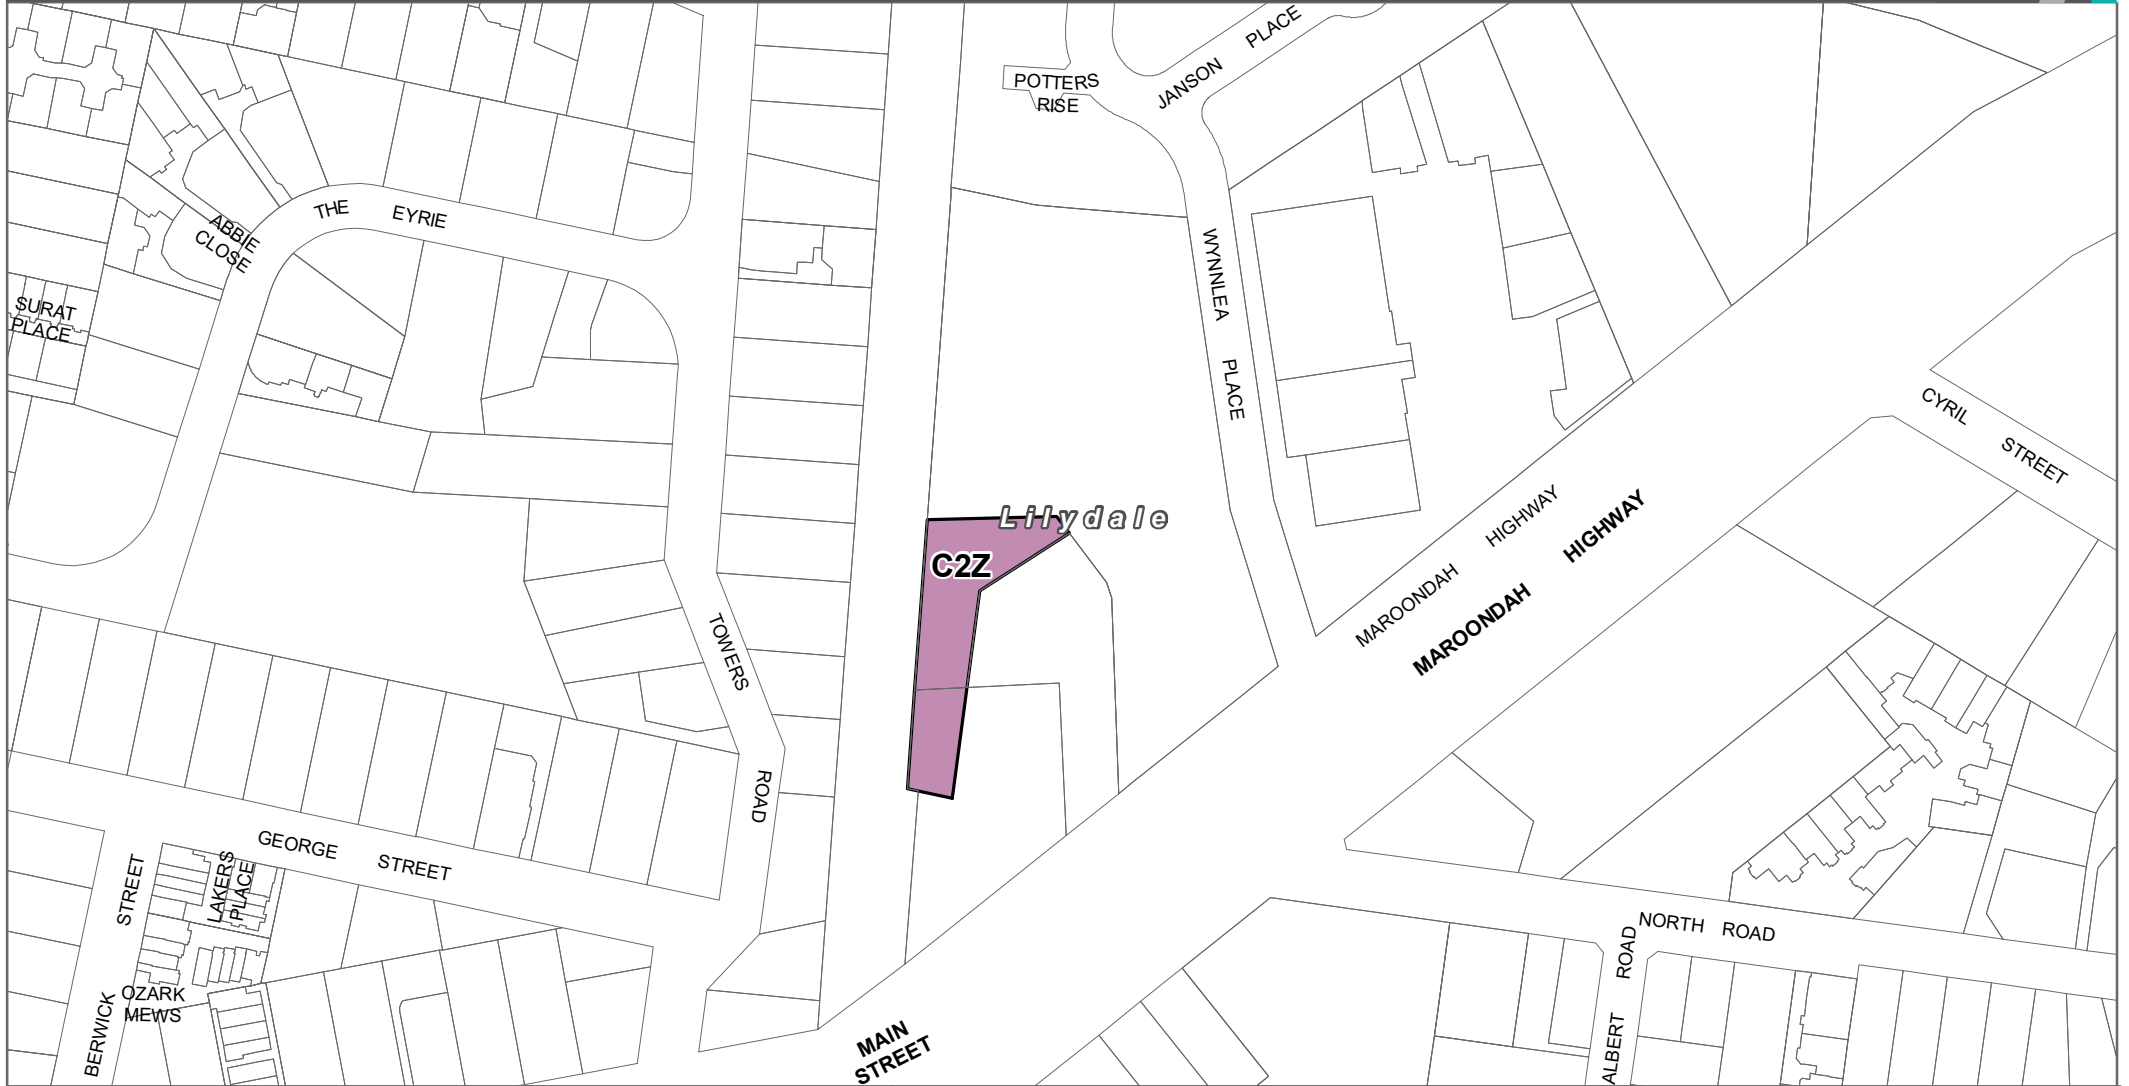 POTTERS
RISE
JANSON PLACE
THE EYRIE
ABBIE
CLOSE
SURAT
PLACE
WYNNLEA PLACE
CYRIL STREET
Lilydale
C2Z
MAROONDAH HIGHWAY
MAROONDAH HIGHWAY
TOWERS ROAD
GEORGE STREET
LAKERS
PLACE
BERWICK STREET
OZARK
MEWS
NORTH ROAD
ALBERT ROAD
MAIN
STREET